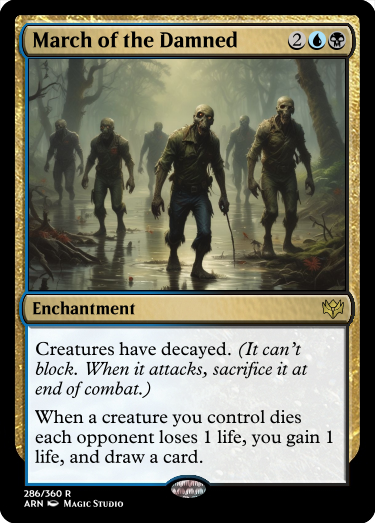 March of the Damned 2
Enchantment
Creatures have decayed. (It can't
block. When it attacks, sacrifice it at
end of combat.)
When a creature you control dies
each opponent loses 1 life, you gain 1
life, and draw a card.
286/360 R
ARN Magic Studio